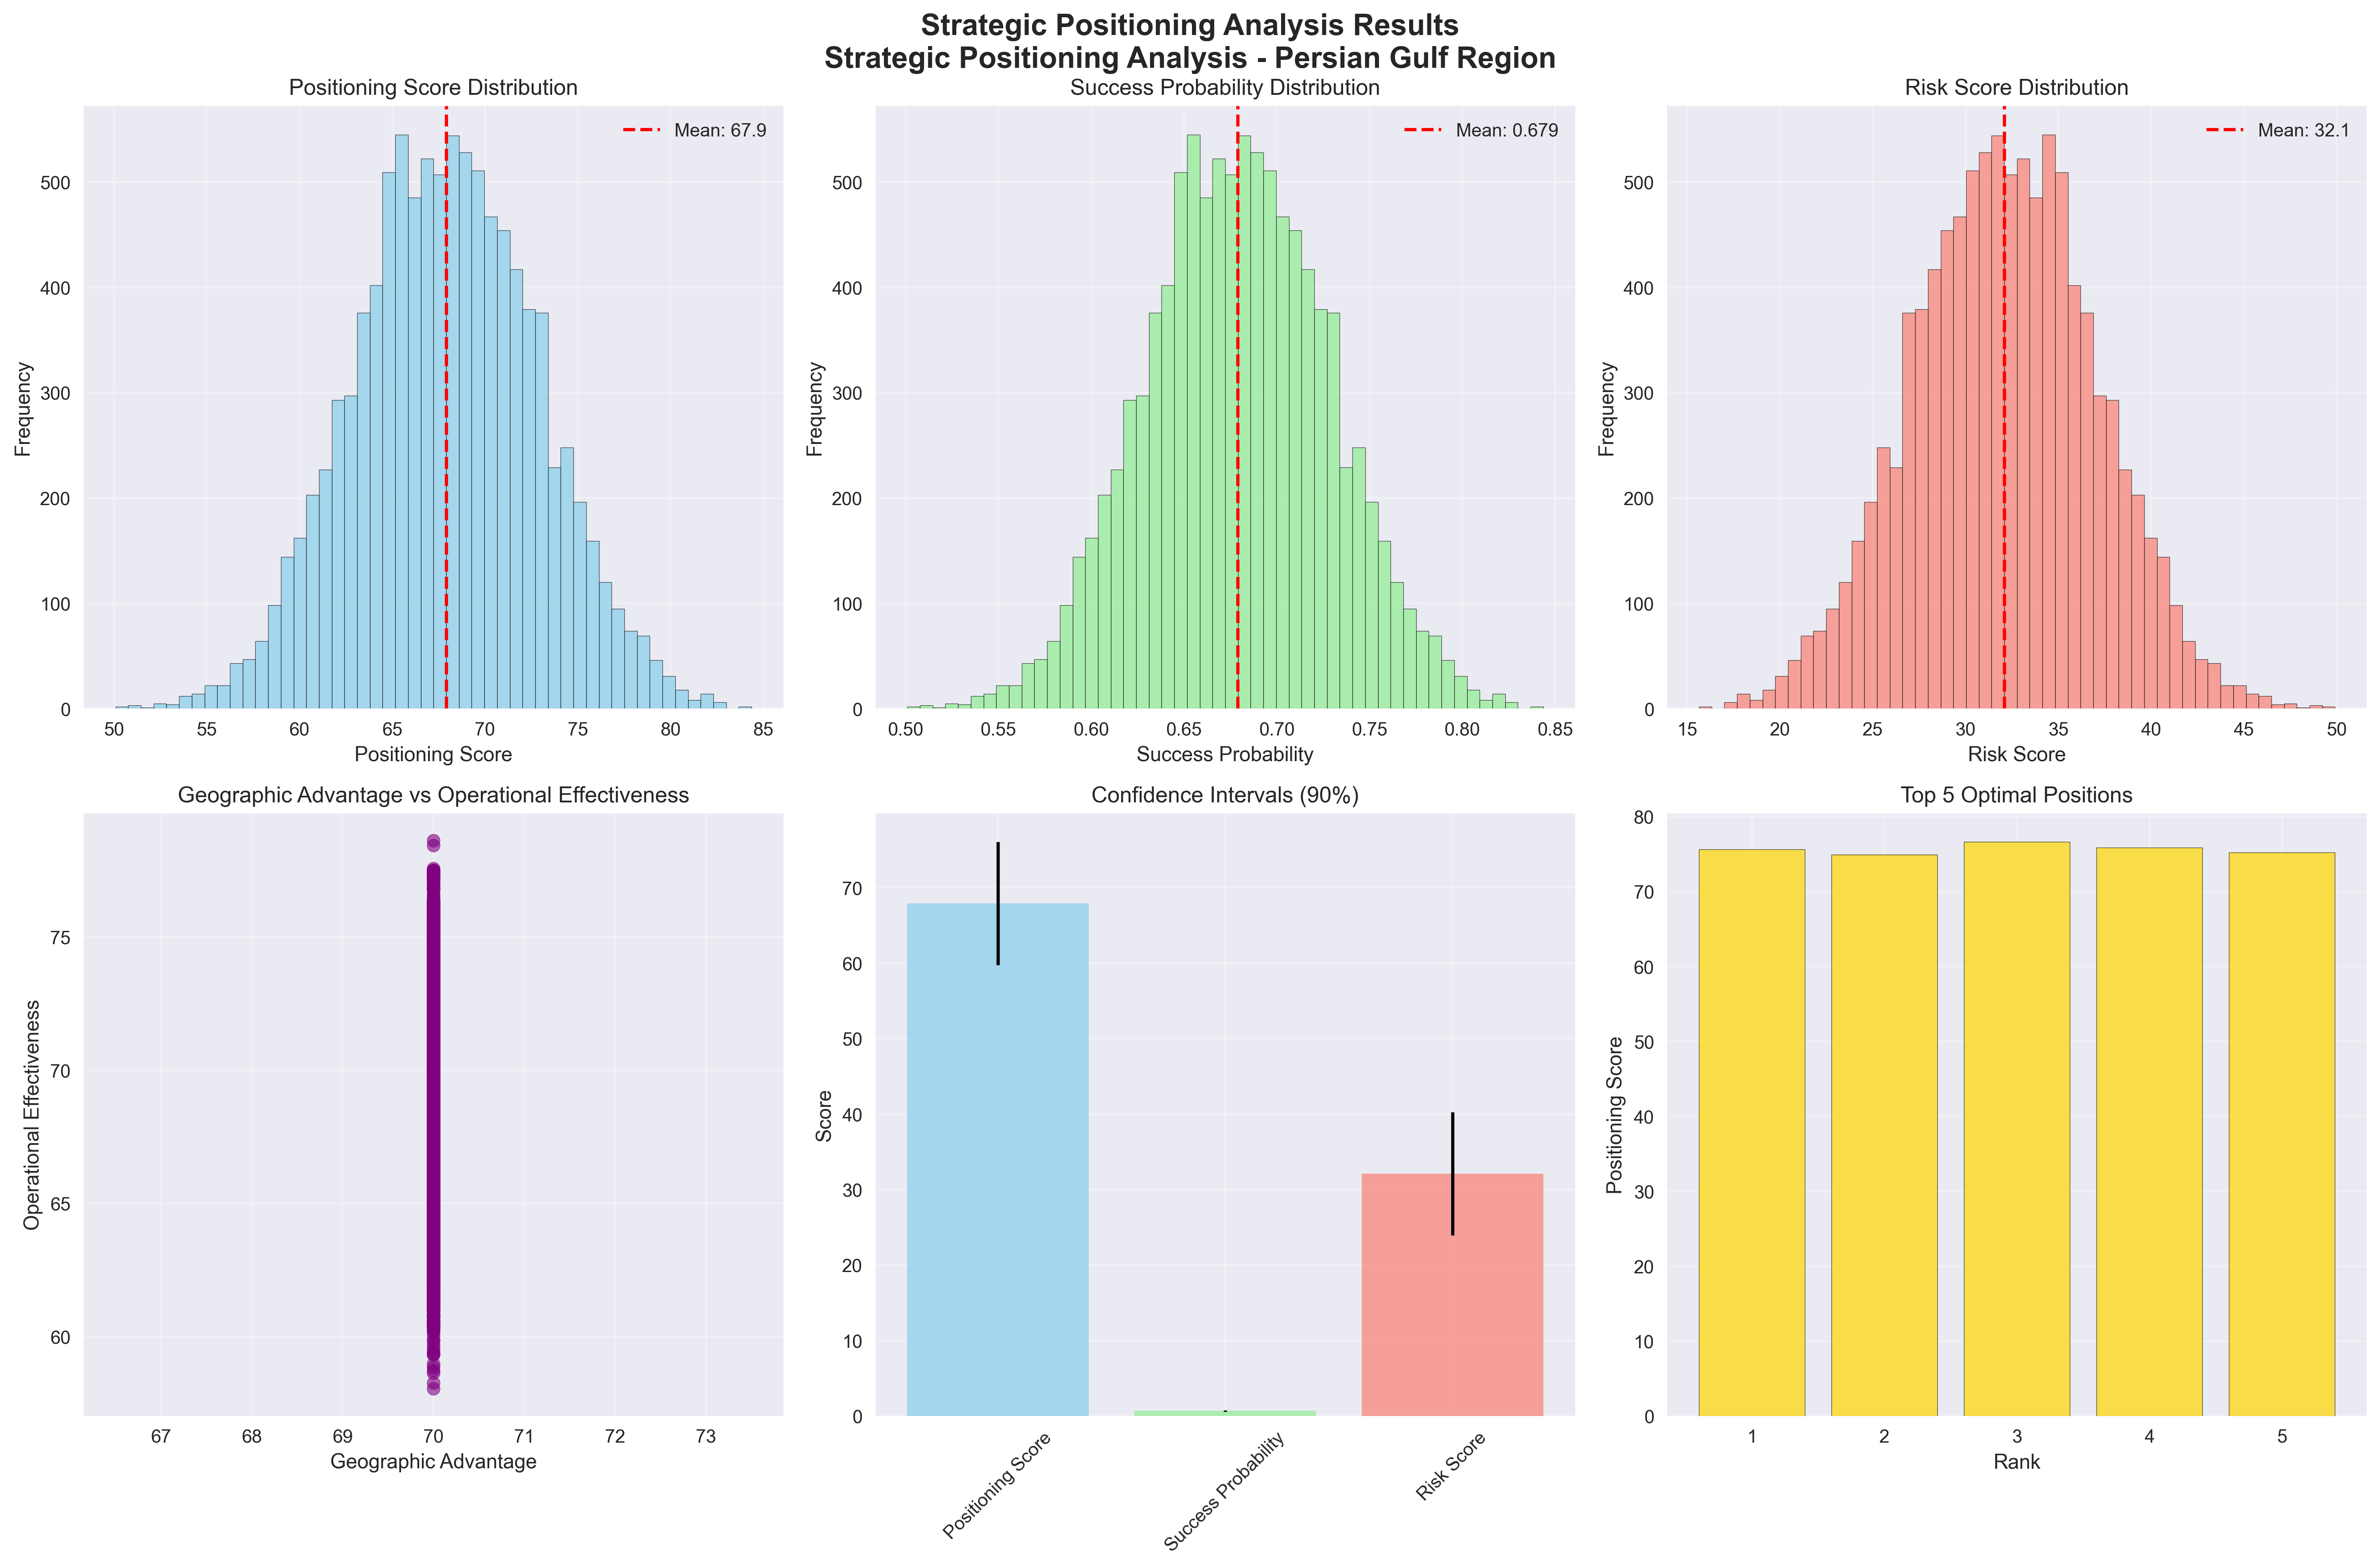 Strategic Positioning Analysis Results
Strategic Positioning Analysis - Persian Gulf Region
Positioning Score Distribution
Mean: 67.9
Frequency
500
400
300
200
100
0
50 55 60 65 70 75 80 85
Positioning Score
Success Probability Distribution
Mean: 0.679
Frequency
500
400
300
200
100
0
0.50 0.55 0.60 0.65 0.70 0.75 0.80 0.85
Success Probability
Risk Score Distribution
Mean: 32.1
Frequency
500
400
300
200
100
0
15 20 25 30 35 40 45 50
Risk Score
Geographic Advantage vs Operational Effectiveness
Operational Effectiveness
75
70
65
60
67 68 69 70 71 72 73
Geographic Advantage
Confidence Intervals (90%)
Score
70
60
50
40
30
20
10
0
Positioning Score
Success Probability
Risk Score
Top 5 Optimal Positions
Positioning Score
80
70
60
50
40
30
20
10
0
1 2 3 4 5
Rank